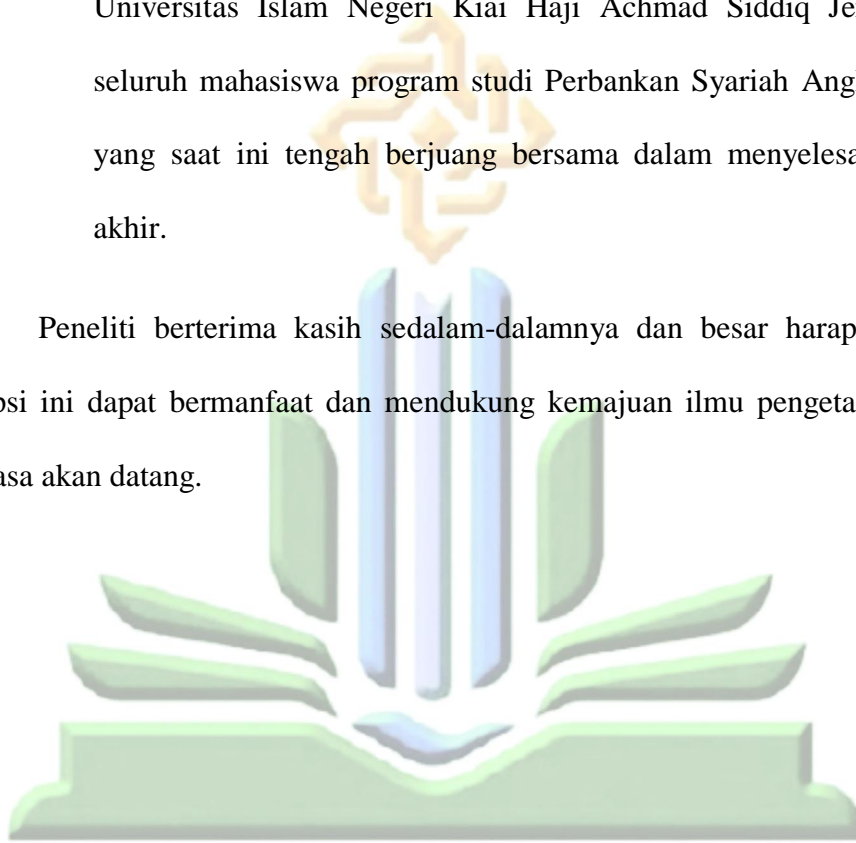 Universitas Islam Negeri Kiai Haji Achmad Siddiq
seluruh mahasiswa program studi Perbankan Syariah
yang saat ini tengah berjuang bersama dalam
akhir.
Peneliti berterima kasih sedalam-dalamnya dan besar
ini dapat bermanfaat dan mendukung kemajuan ilmu
akan datang.